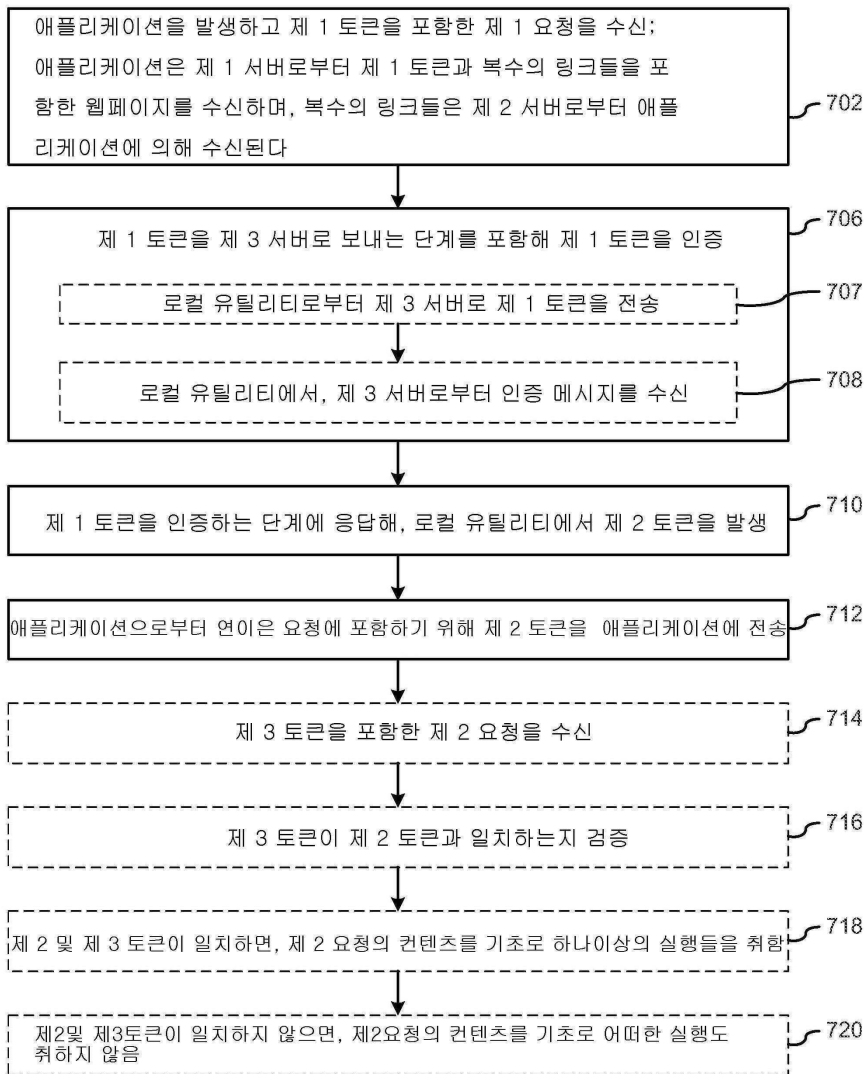 애플리케이션을 발생하고 제 1 토큰을 포함한 제 1 요청을 수신;
애플리케이션은 제 1 서버로부터 제 1 토큰과 복수의 링크들을 포
함한 웹페이지를 수신하며, 복수의 링크들은 제 2 서버로부터 애플
리케이션에 의해 수신된다
702
706
제 1 토큰을 제 3 서버로 보내는 단계를 포함해 제 1 토큰을 인증
로컬 유틸리티로부터 제 3 서버로 제 1 토큰을 전송
707
로컬 유틸리티에서, 제 3 서버로부터 인증 메시지를 수신
708
제 1 토큰을 인증하는 단계에 응답해, 로컬 유틸리티에서 제 2 토큰을 발생
710
애플리케이션으로부터 연이은 요청에 포함하기 위해 제 2 토큰을 애플리케이션에 전송
712
제 3 토큰을 포함한 제 2 요청을 수신
714
제 3 토큰이 제 2 토큰과 일치하는지 검증
716
제 2 및 제 3 토큰이 일치하면, 제 2 요청의 컨텐츠를 기초로 하나이상의 실행들을 취함
718
제2및 제3토큰이 일치하지 않으면, 제2요청의 컨텐츠를 기초로 어떠한 실행도
취하지 않음
720